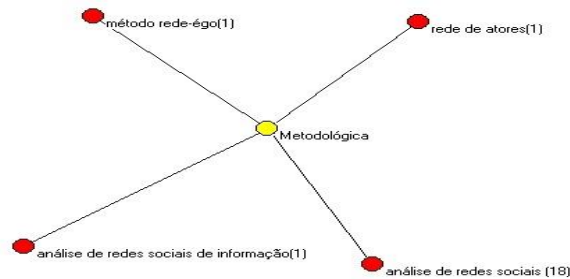 método rede-égo(1)
rede de atores(1)
Metodológica
análise de redes sociais de informação(1)
análise de redes sociais (18)